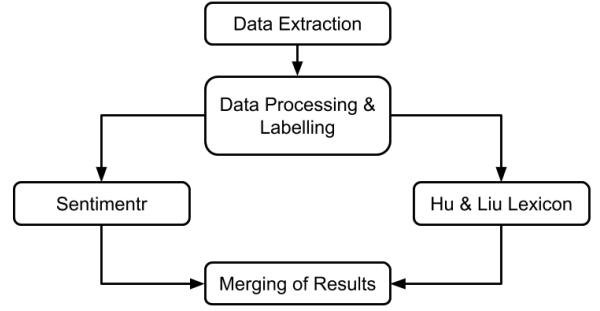 Data Extraction
Data Processing &
Labelling
Sentimentr
Hu & Liu Lexicon
Merging of Results